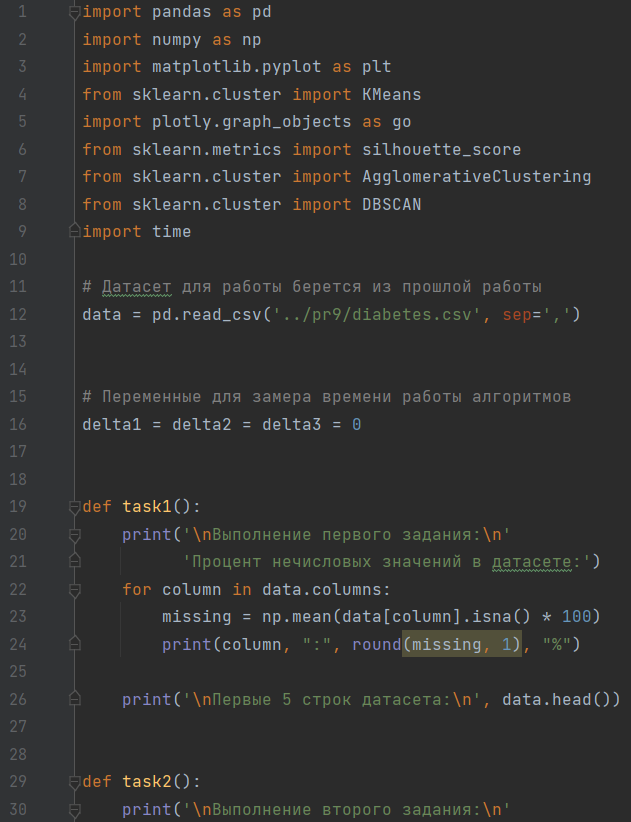 1 import pandas as pd
2 import numpy as np
3 import matplotlib.pyplot as plt
4 from sklearn.cluster import KMeans
5 import plotly.graph_objects as go
6 from sklearn.metrics import silhouette_score
7 from sklearn.cluster import AgglomerativeClustering
8 from sklearn.cluster import DBSCAN
9 import time
10
11 # Датасет для работы берется из прошлой работы
12 data = pd.read_csv('../pr9/diabetes.csv', sep=',')
13
14
15 # Переменные для замера времени работы алгоритмов
16 delta1 = delta2 = delta3 = 0
17
18
19 def task1():
20     print('\nВыполнение первого задания:\n'
21           'Процент нечисловых значений в датасете:')
22     for column in data.columns:
23         missing = np.mean(data[column].isna() * 100)
24         print(column, ":", round(missing, 1), "%")
25
26     print('\nПервые 5 строк датасета:\n', data.head())
27
28
29 def task2():
30     print('\nВыполнение второго задания:\n'